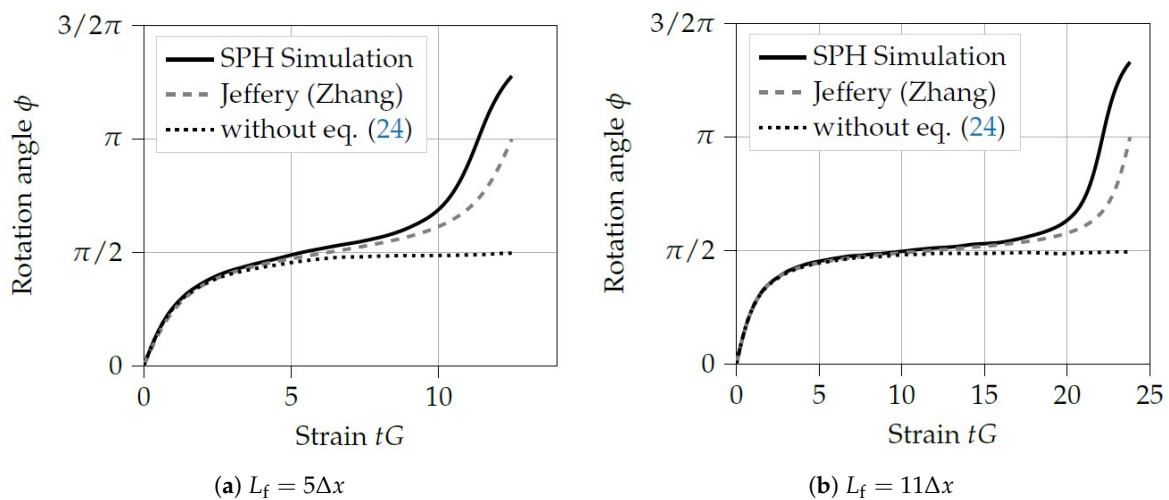 3/2π
SPH Simulation
Jeffery (Zhang)
without eq. (24)
π
π/2
0
Rotation angle ϕ
0
5
10
Strain tG
(a) L_f = 5Δx
3/2π
SPH Simulation
Jeffery (Zhang)
without eq. (24)
π
π/2
0
Rotation angle ϕ
0
5
10
15
20
25
Strain tG
(b) L_f = 11Δx